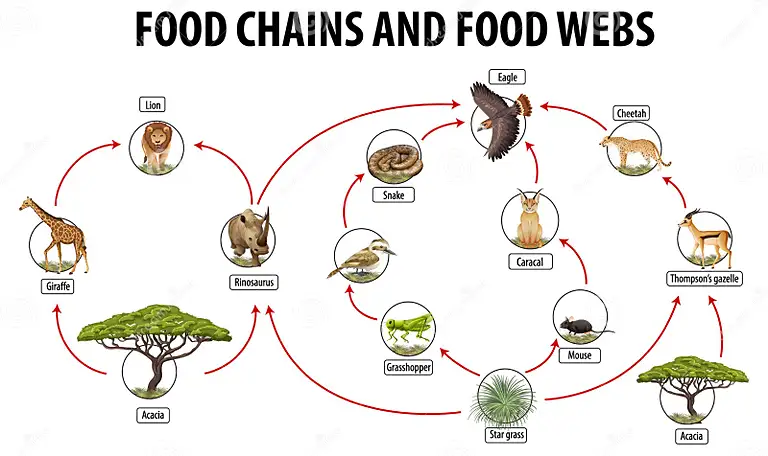 FOOD CHAINS AND FOOD WEBS
Eagle
Lion
Cheetah
Snake
Caracal
Giraffe
Rinosaurus
Thompson's gazelle
Grasshopper
Mouse
Acacia
Star grass
Acacia